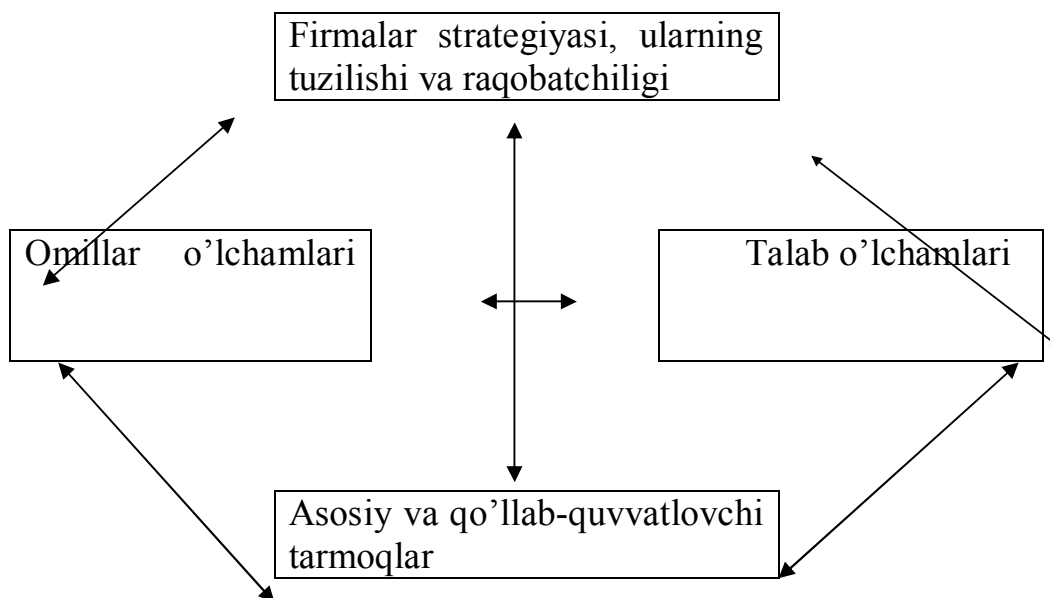 Firmalar strategiyasi, ularning
tuzilishi va raqobatchiligi
Omillar o’lchamlari
Talab o’lchamlari
Asosiy va qo’llab-quvvatlovchi
tarmoqlar